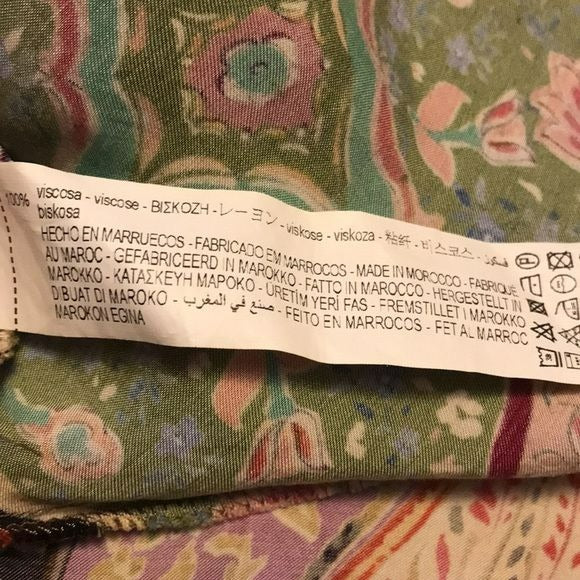 100% viscosa - viscose - ΒΙΣΚΟΖΗ - レーヨン - viskose - viskoza - 粘纤 - 비스코스 - فسكوز
biskosa
HECHO EN MARRUECOS - FABRICADO EM MARROCOS - MADE IN MOROCCO - FABRIQUÉ
AU MAROC - GEFABRICEERD IN MAROKKO - FATTO IN MAROCCO - HERGESTELLT IN
MAROKKO - ΚΑΤΑΣΚΕΥΗ ΜΑΡΟΚΟ - ÜRETİM YERİ FAS - FREMSTILLET I MAROKKO
DIBUAT DI MAROKO - صنع في المغرب - FEITO EN MARROCOS - FET AL MARROC
MAROKON EGINA